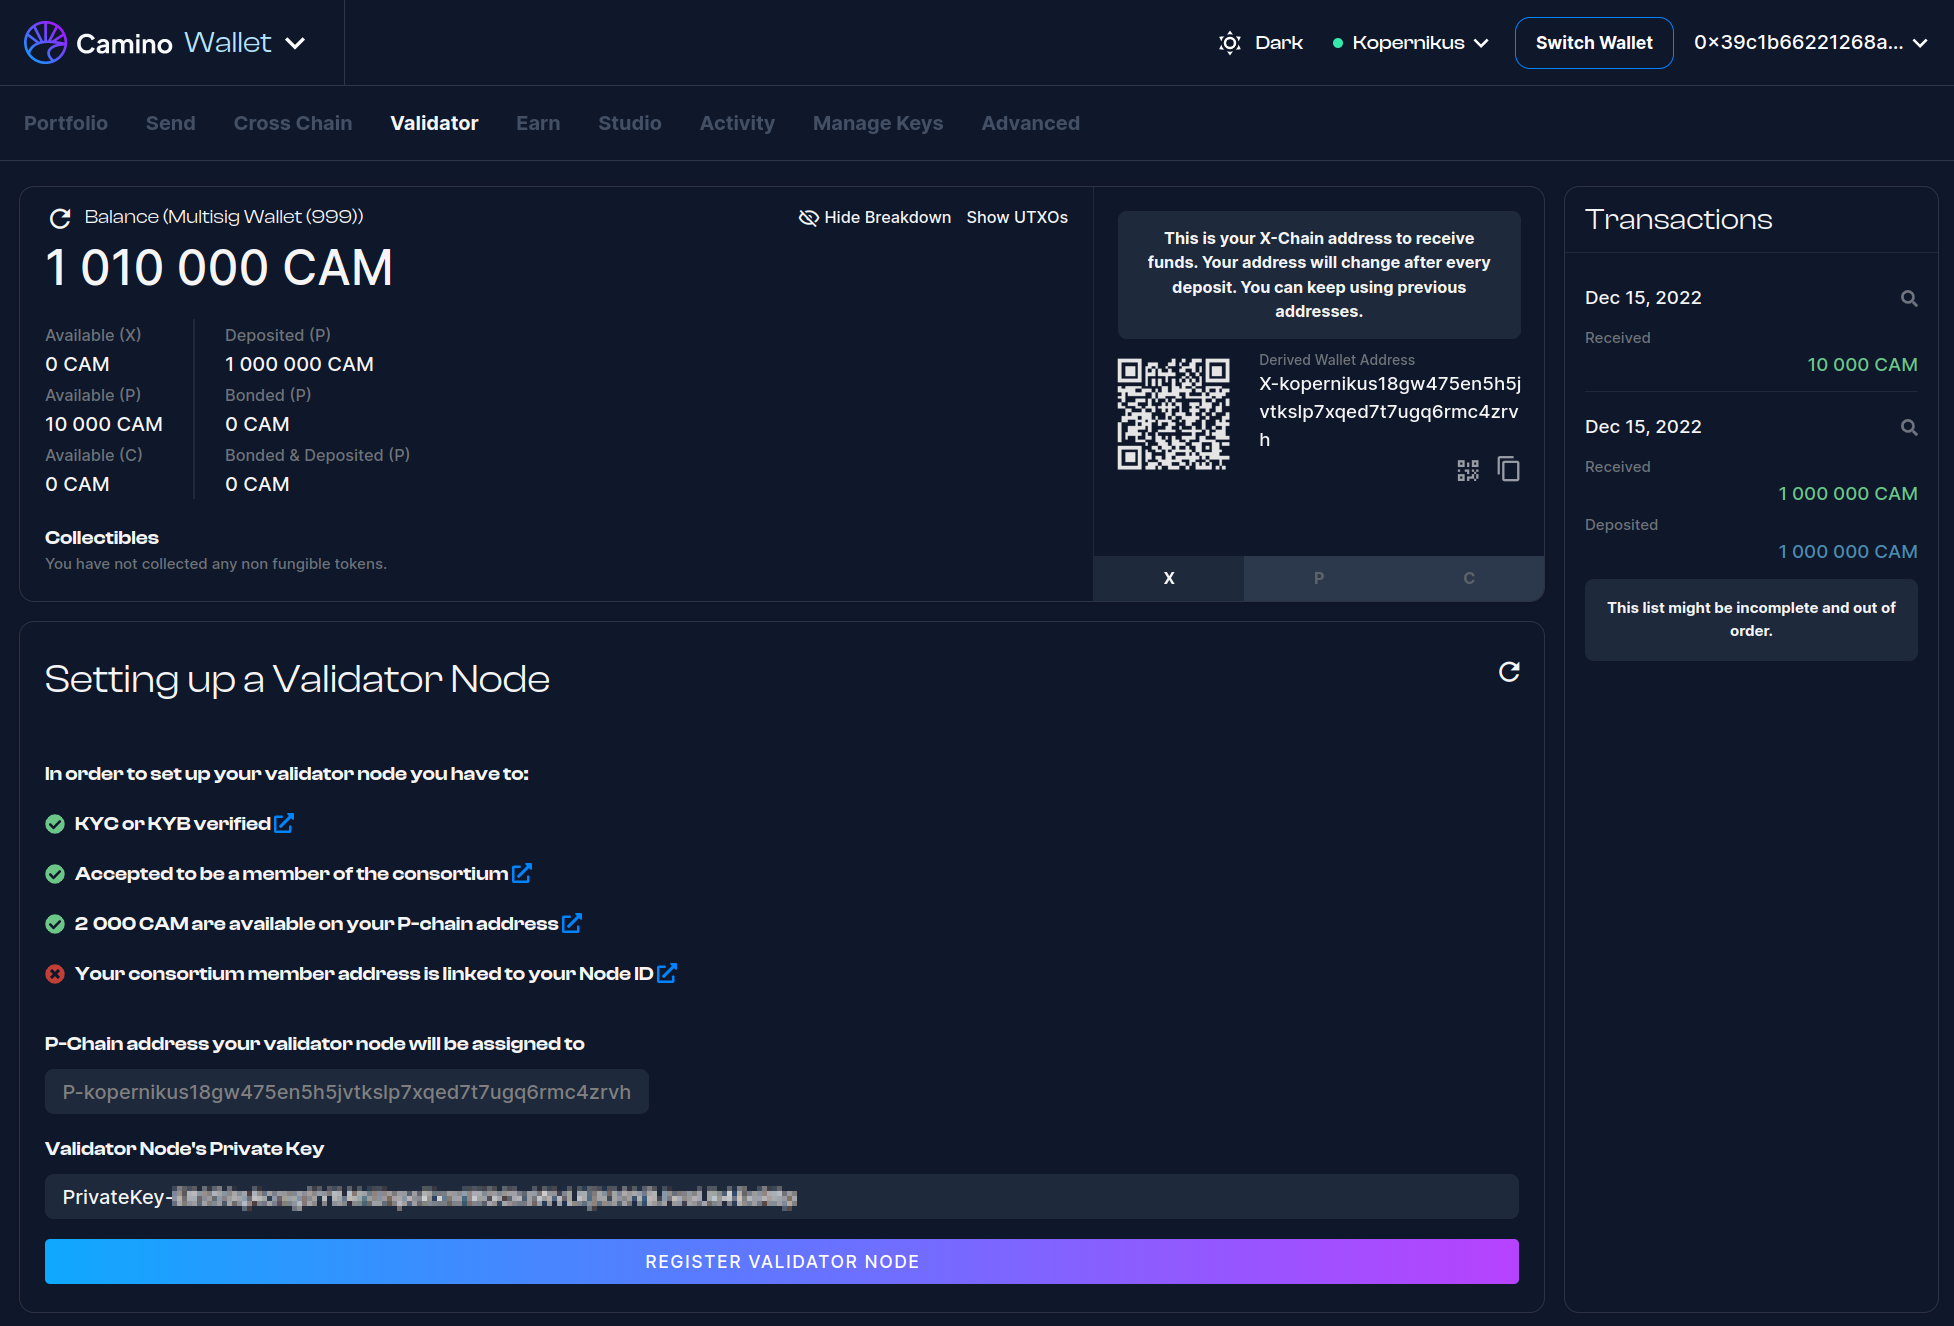 Camino Wallet
Dark
Kopernikus
Switch Wallet
0x39c1b66221268a...
Portfolio
Send
Cross Chain
Validator
Earn
Studio
Activity
Manage Keys
Advanced
Balance (Multisig Wallet (999))
Hide Breakdown
Show UTXOs
1 010 000 CAM
Available (X)
0 CAM
Available (P)
10 000 CAM
Available (C)
0 CAM
Deposited (P)
1 000 000 CAM
Bonded (P)
0 CAM
Bonded & Deposited (P)
0 CAM
Collectibles
You have not collected any non fungible tokens.
This is your X-Chain address to receive
funds. Your address will change after every
deposit. You can keep using previous
addresses.
Derived Wallet Address
X-kopernikus18gw475en5h5j
vtkslp7xqed7t7ugq6rmc4zrv
h
X
P
C
Transactions
Dec 15, 2022
Received
10 000 CAM
Dec 15, 2022
Received
1 000 000 CAM
Deposited
1 000 000 CAM
This list might be incomplete and out of
order.
Setting up a Validator Node
In order to set up your validator node you have to:
KYC or KYB verified
Accepted to be a member of the consortium
2 000 CAM are available on your P-chain address
Your consortium member address is linked to your Node ID
P-Chain address your validator node will be assigned to
P-kopernikus18gw475en5h5jvtkslp7xqed7t7ugq6rmc4zrvh
Validator Node's Private Key
PrivateKey-
REGISTER VALIDATOR NODE